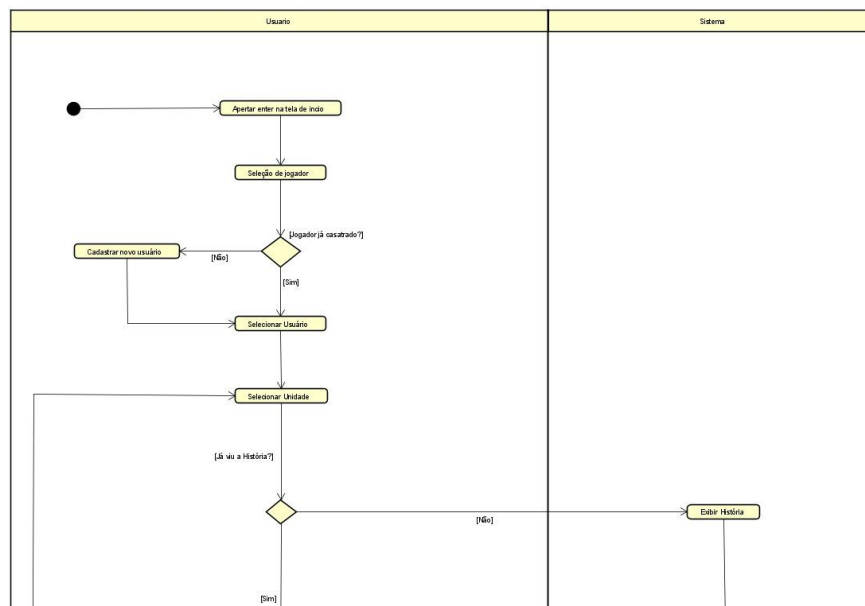 Usuario
Sistema
Apertar enter na tela de incio
Seleção de jogador
[Jogador já casatrado?]
Cadastrar novo usuário
[Não]
[Sim]
Selecionar Usuário
Selecionar Unidade
[Já viu a História?]
[Não]
Exibir História
[Sim]